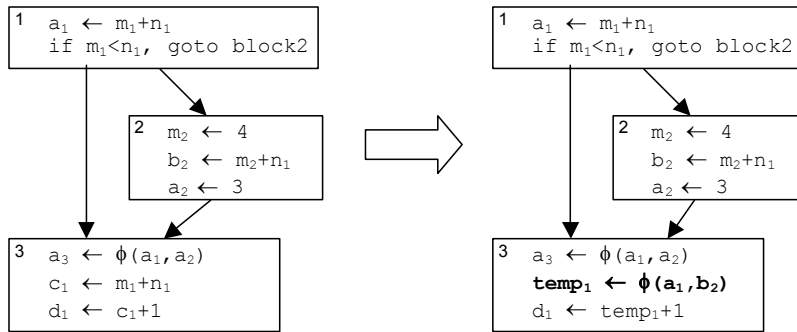 1 a₁ ← m₁+n₁
if m₁<n₁, goto block2
2 m₂ ← 4
b₂ ← m₂+n₁
a₂ ← 3
3 a₃ ← ϕ(a₁,a₂)
c₁ ← m₁+n₁
d₁ ← c₁+1
1 a₁ ← m₁+n₁
if m₁<n₁, goto block2
2 m₂ ← 4
b₂ ← m₂+n₁
a₂ ← 3
3 a₃ ← ϕ(a₁,a₂)
temp₁ ← ϕ(a₁,b₂)
d₁ ← temp₁+1